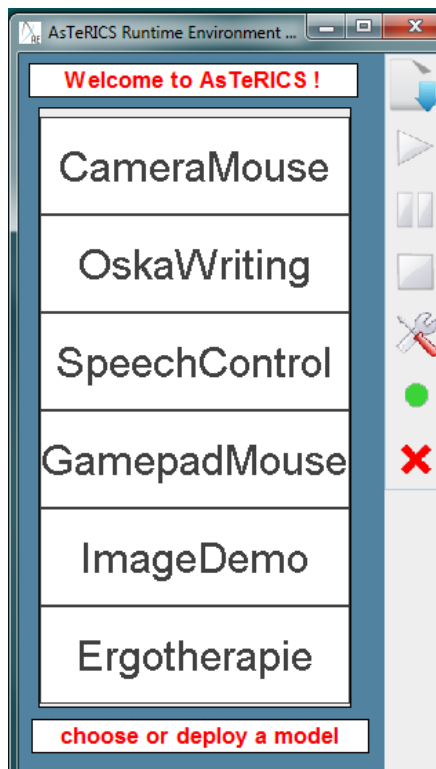 AsTeRICS Runtime Environment ...
Welcome to AsTeRICS !
CameraMouse
OskaWriting
SpeechControl
GamepadMouse
ImageDemo
Ergotherapie
choose or deploy a model